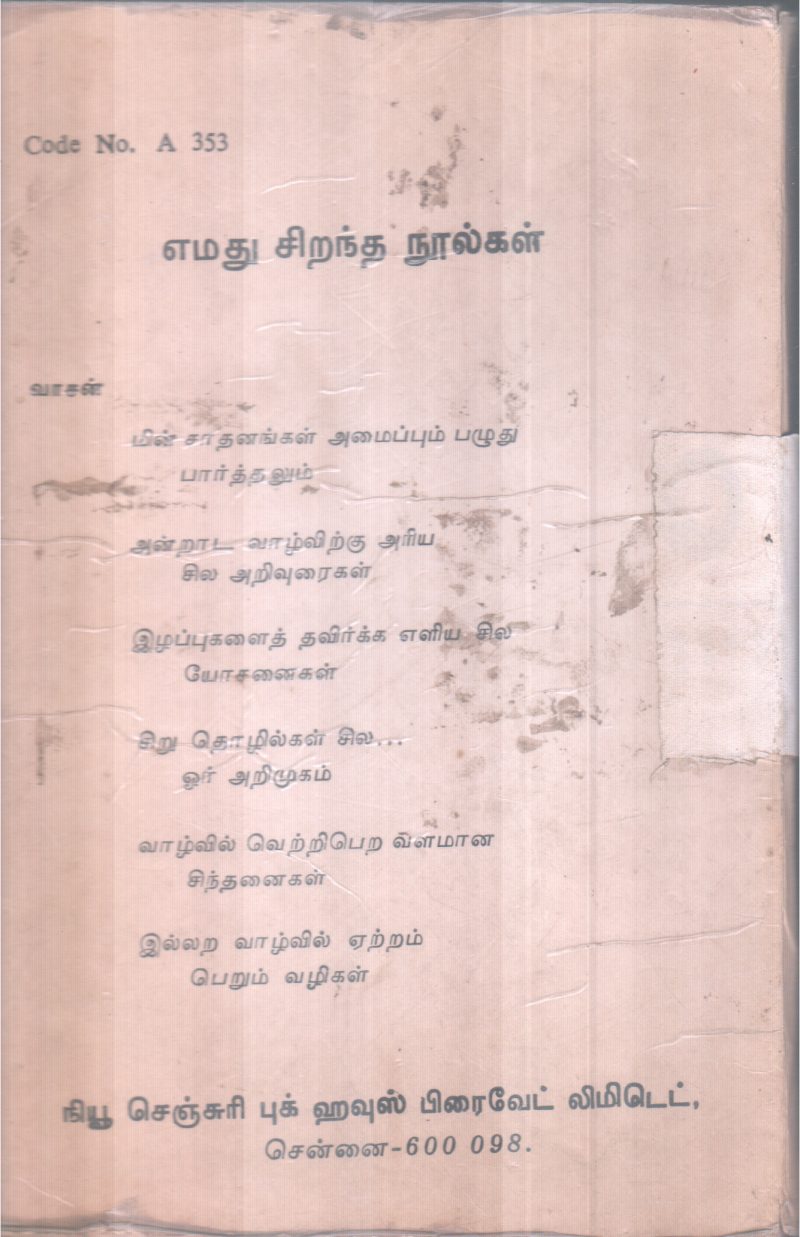 Code No. A 353
எமது சிறந்த நூல்கள்
வாசன்
மின் சாதனங்கள் அமைப்பும் பழுது
பார்த்தலும்
அன்றாட வாழ்விற்கு அரிய
சில அறிவுரைகள்
இழப்புகளைத் தவிர்க்க எளிய சில
யோசனைகள்
சிறு தொழில்கள் சில...
ஓர் அறிமுகம்
வாழ்வில் வெற்றிபெற வளமான
சிந்தனைகள்
இல்லற வாழ்வில் ஏற்றம்
பெறும் வழிகள்
நியூ செஞ்சுரி புக் ஹவுஸ் பிரைவேட் லிமிடெட்,
சென்னை-600 098.